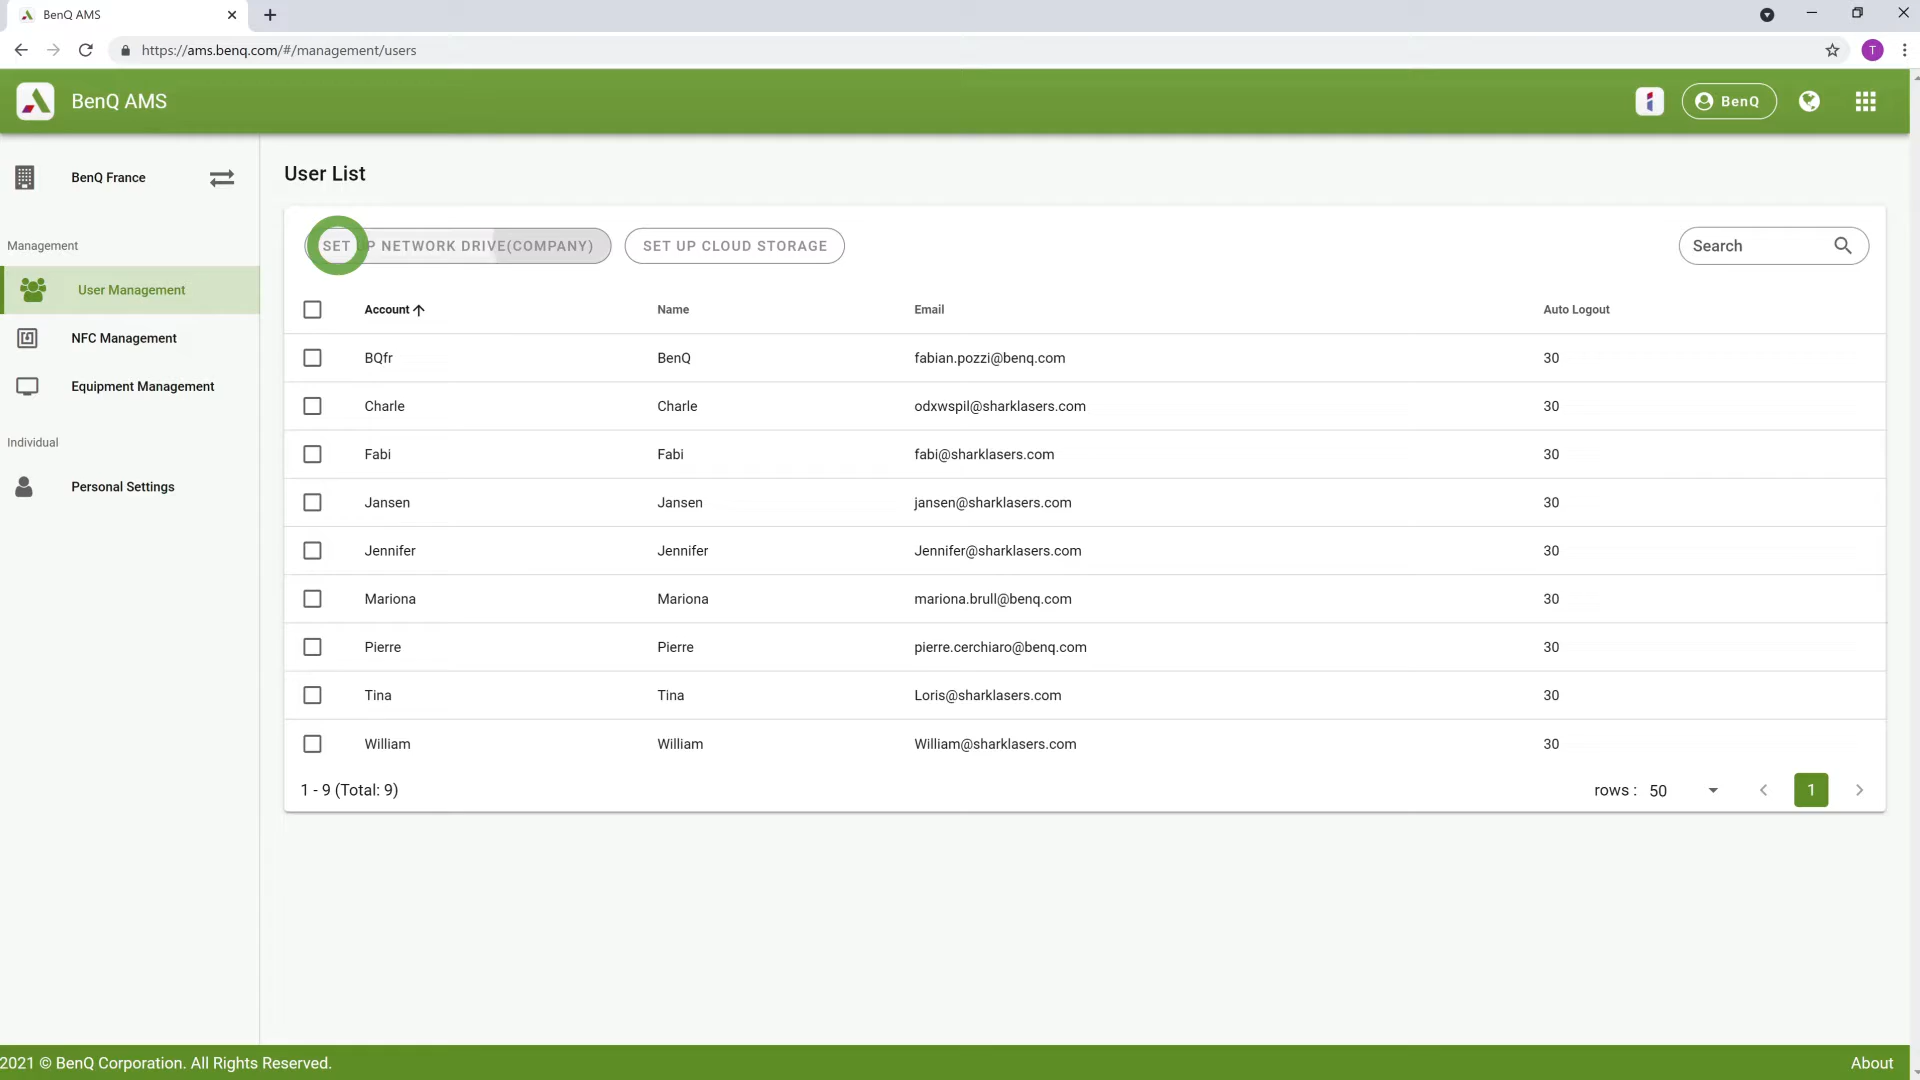 BenQ AMS
https://ams.benq.com/#/management/users
T
BenQ AMS
BenQ
BenQ France
Management
User Management
NFC Management
Equipment Management
Individual
Personal Settings
User List
SET UP NETWORK DRIVE(COMPANY)
SET UP CLOUD STORAGE
Search
Account Name Email Auto Logout
BQfr BenQ fabian.pozzi@benq.com 30
Charle Charle odxwspil@sharklasers.com 30
Fabi Fabi fabi@sharklasers.com 30
Jansen Jansen jansen@sharklasers.com 30
Jennifer Jennifer Jennifer@sharklasers.com 30
Mariona Mariona mariona.brull@benq.com 30
Pierre Pierre pierre.cerchiaro@benq.com 30
Tina Tina Loris@sharklasers.com 30
William William William@sharklasers.com 30
1 - 9 (Total: 9)
rows : 50
1
2021 © BenQ Corporation. All Rights Reserved.
About